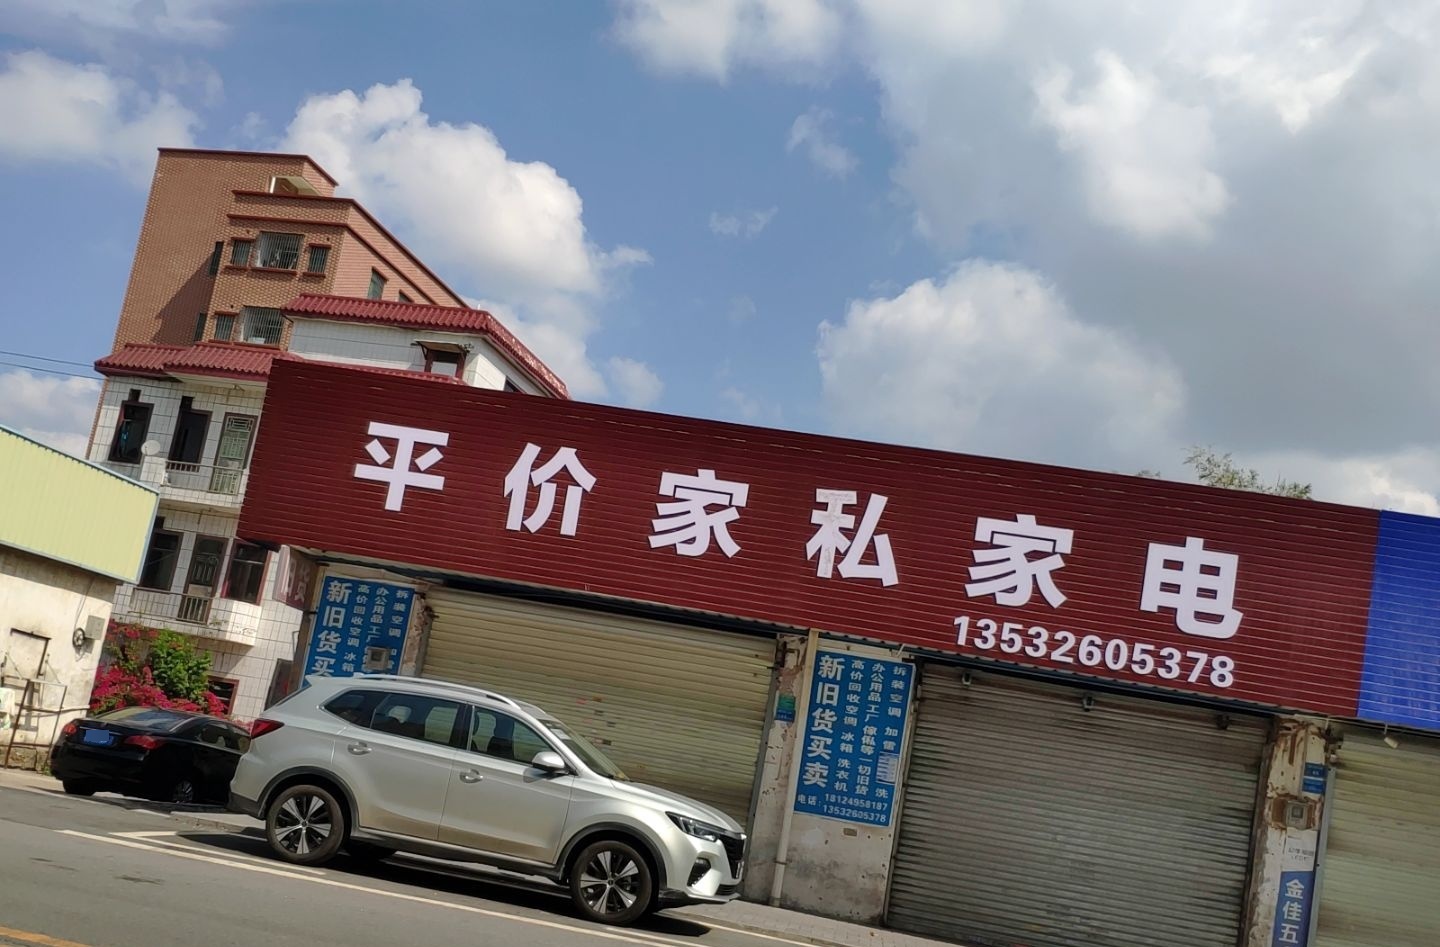 平价家私家电
13532605378
新旧货买
高价回收空调 冰箱
办公用品工厂
拆装空调
新旧货买卖
高价回收空调 冰箱 洗衣机
办公用品工厂傢俬等一切旧货
拆装空调 加雪 洗
电话:18124958187
13532605378
金佳五